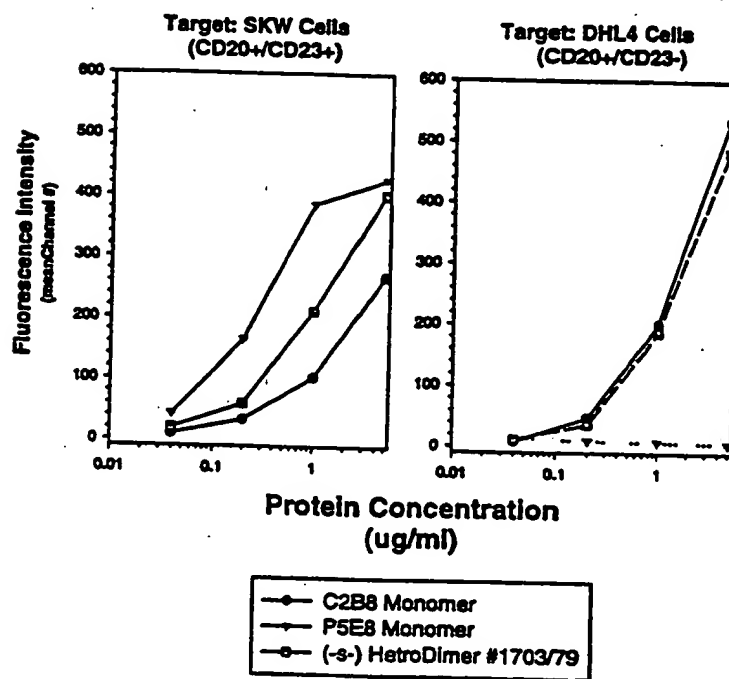 Target: SKW Cells
(CD20+/CD23+)
Target: DHL4 Cells
(CD20+/CD23-)
Fluorescence Intensity
(meanChannel #)
600
500
400
300
200
100
0
0.01
0.1
1
600
500
400
300
200
100
0
0.01
0.1
1
Protein Concentration
(ug/ml)
C2B8 Monomer
P5E8 Monomer
(-s-) HetroDimer #1703/79